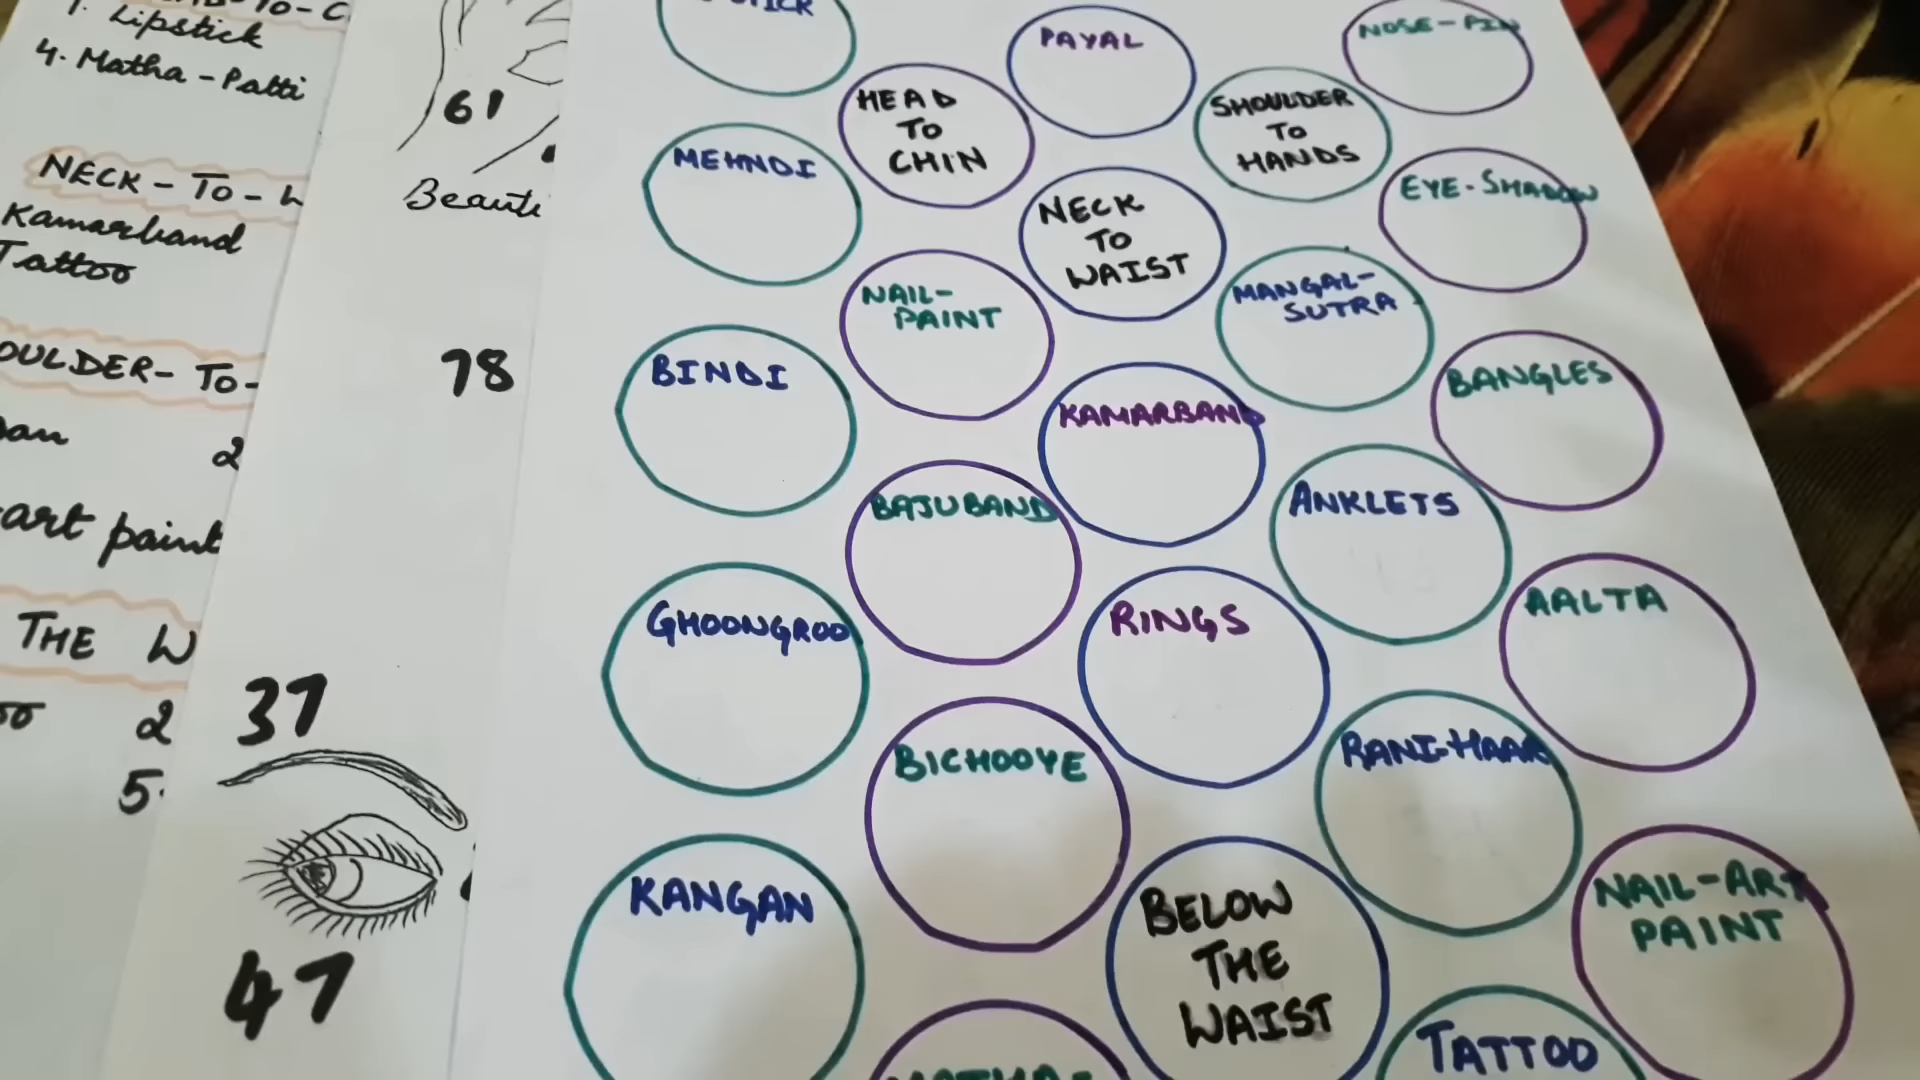 1. Lipstick
4. Matha-Patti
NECK-TO-
Kamarband
Tattoo
OULDER-TO-
2
art paint
THE W
2
5.
61
Beauti
78
37
47
PAYAL
NOSE-PIN
HEAD
TO
CHIN
SHOULDER
TO
HANDS
MEHNDI
NECK
TO
WAIST
EYE-SHADOW
NAIL-
PAINT
MANGAL-
SUTRA
BINDI
KAMARBAND
BANGLES
BAJUBAND
ANKLETS
GHOONGROO
RINGS
AALTA
BICHOOYE
RANI-HAAR
KANGAN
BELOW
THE
WAIST
NAIL-ART
PAINT
TATTOO